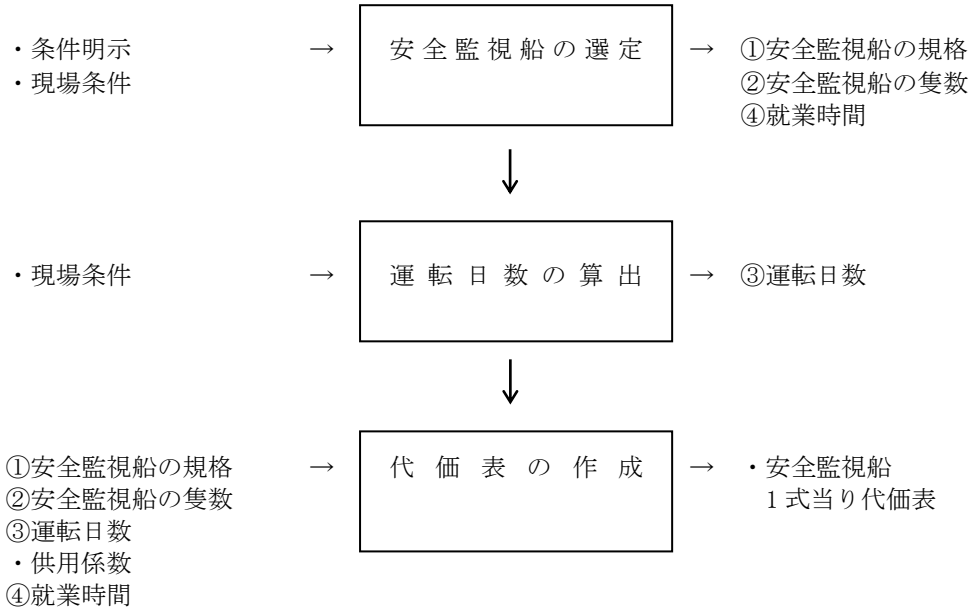 ・条件明示 → 安全監視船の選定 → ①安全監視船の規格
・現場条件 ②安全監視船の隻数
④就業時間
↓
・現場条件 → 運転日数の算出 → ③運転日数
↓
①安全監視船の規格 → 代価表の作成 → ・安全監視船
②安全監視船の隻数 1式当り代価表
③運転日数
・供用係数
④就業時間